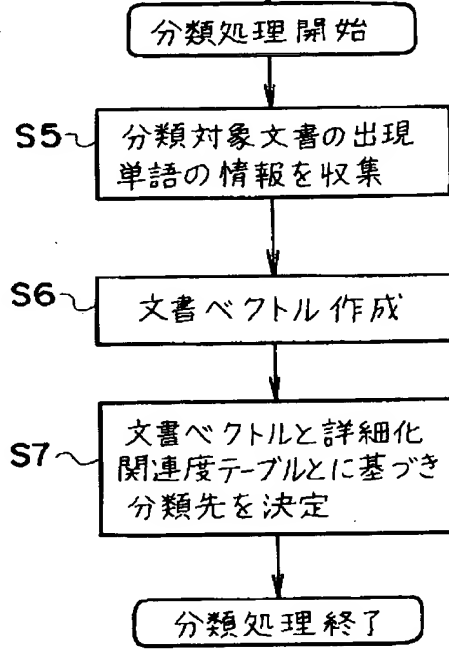 分類処理開始
S5
分類対象文書の出現
単語の情報を収集
S6
文書ベクトル作成
S7
文書ベクトルと詳細化
関連度テーブルとに基づき
分類先を決定
分類処理終了